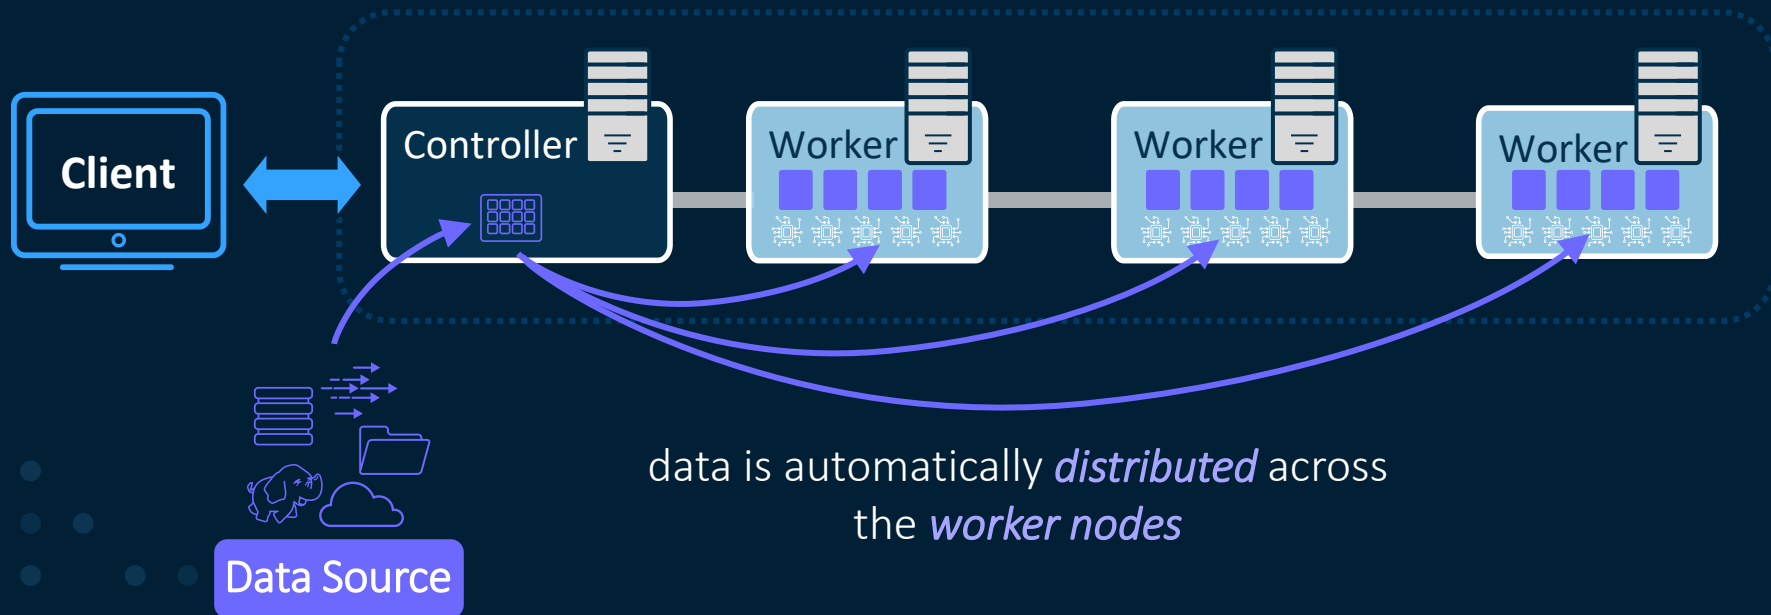 Client
Controller
Worker
Worker
Worker
data is automatically distributed across
the worker nodes
Data Source